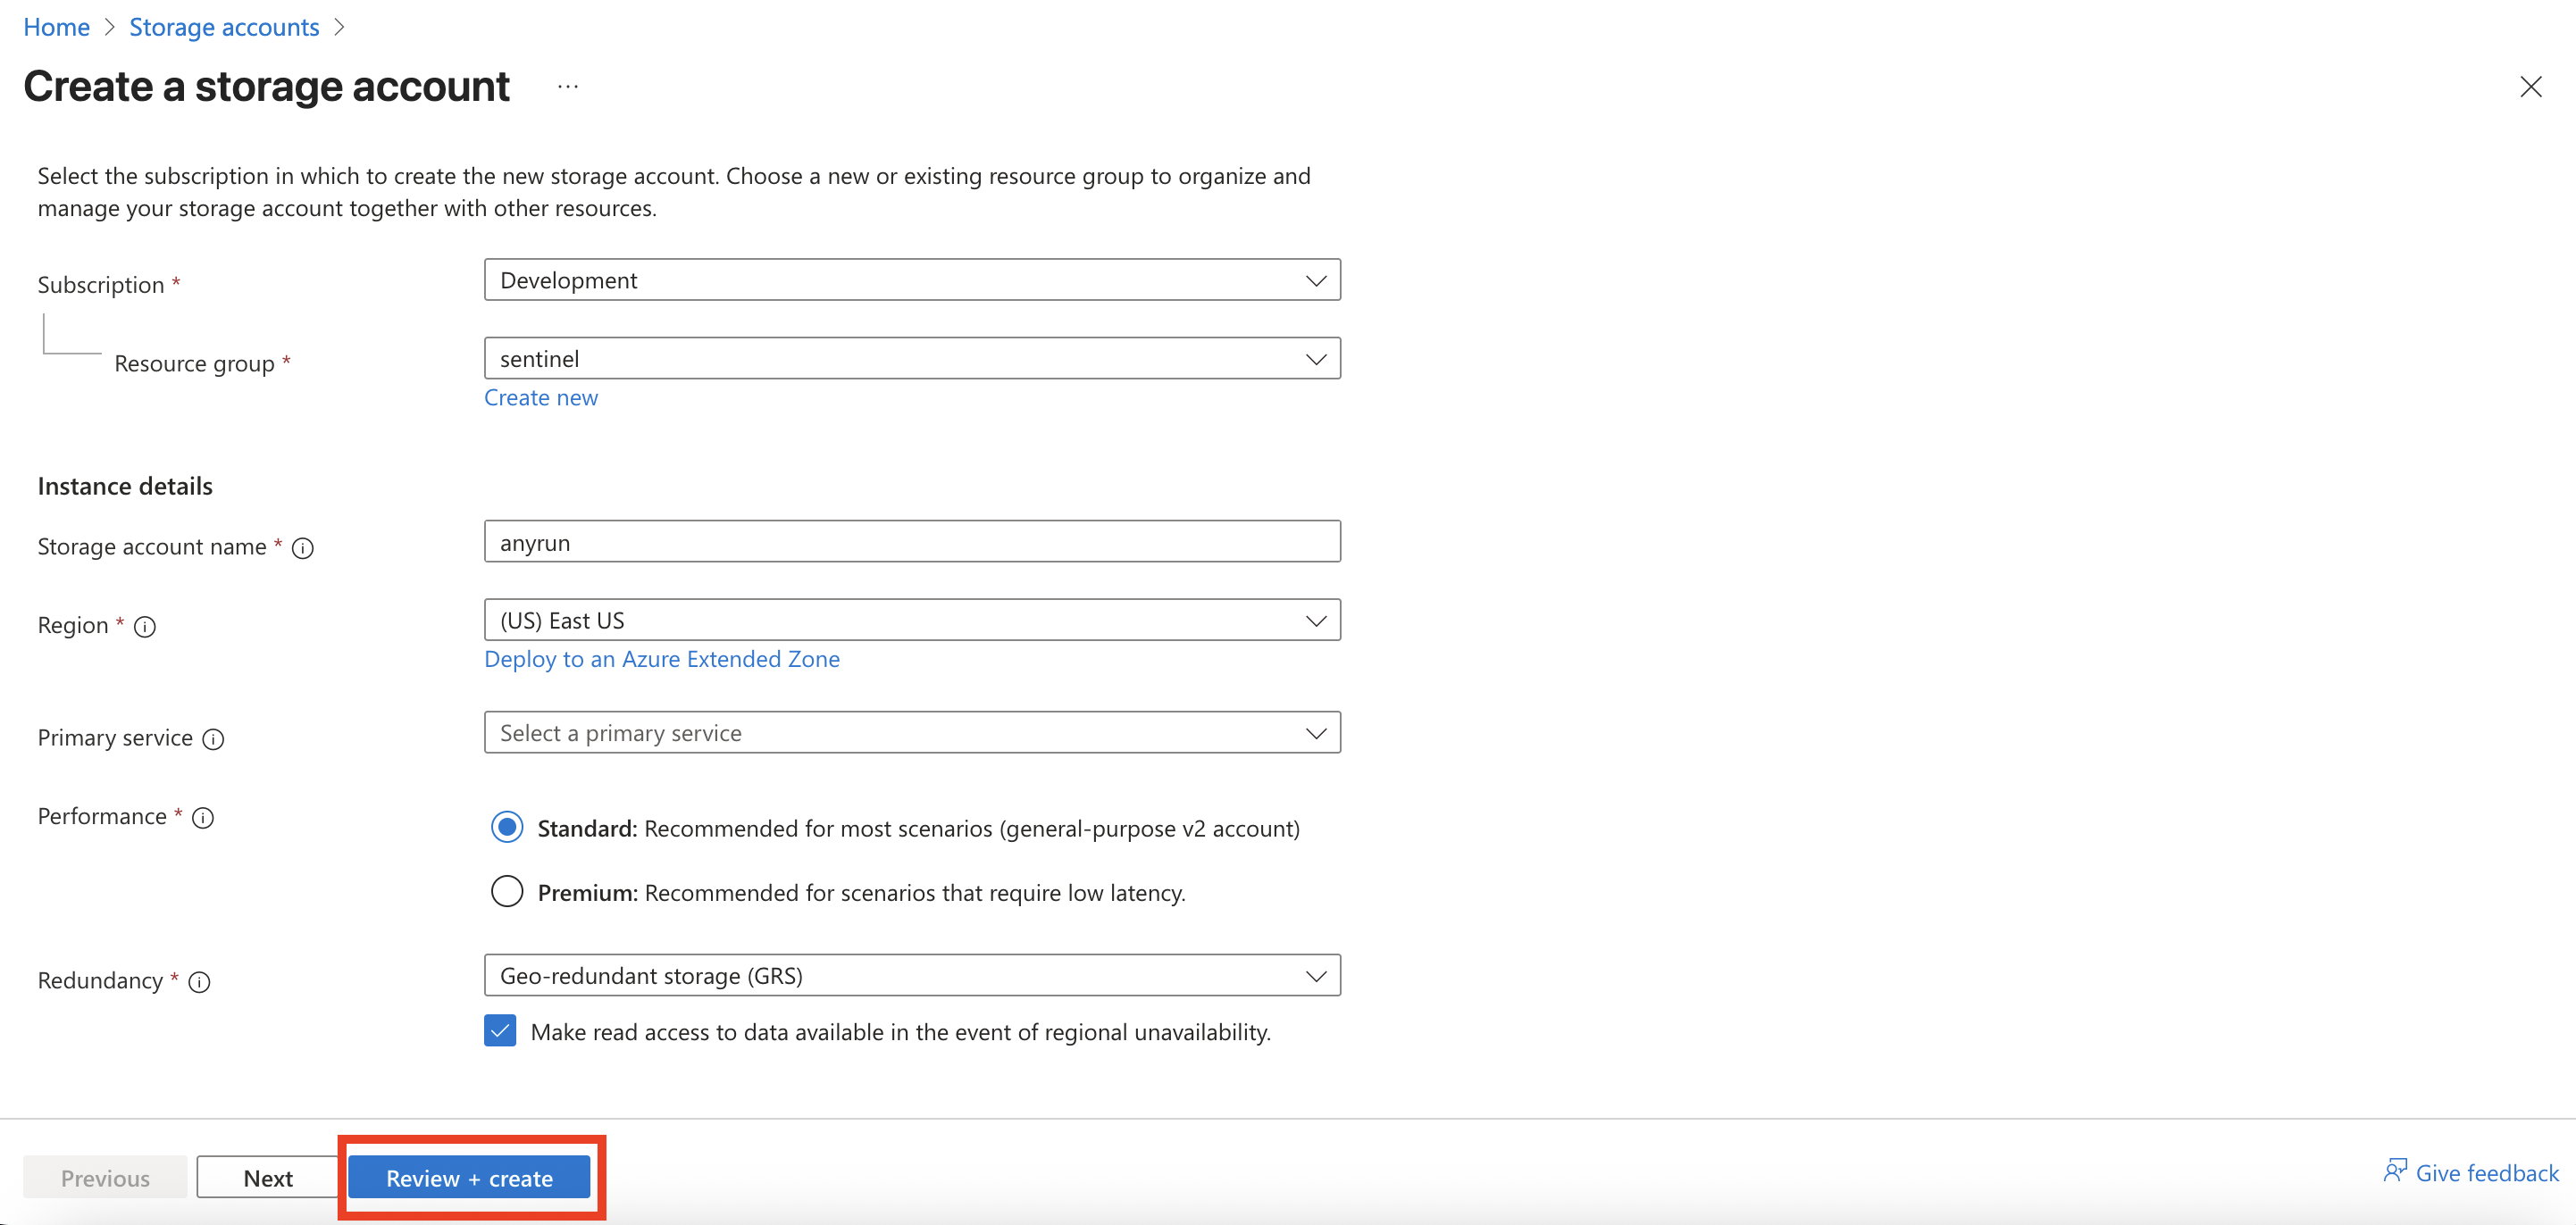 Home > Storage accounts >
Create a storage account ...
Select the subscription in which to create the new storage account. Choose a new or existing resource group to organize and
manage your storage account together with other resources.
Subscription *
Development
Resource group *
sentinel
Create new
Instance details
Storage account name *
anyrun
Region *
(US) East US
Deploy to an Azure Extended Zone
Primary service
Select a primary service
Performance *
Standard: Recommended for most scenarios (general-purpose v2 account)
Premium: Recommended for scenarios that require low latency.
Redundancy *
Geo-redundant storage (GRS)
Make read access to data available in the event of regional unavailability.
Previous
Next
Review + create
Give feedback